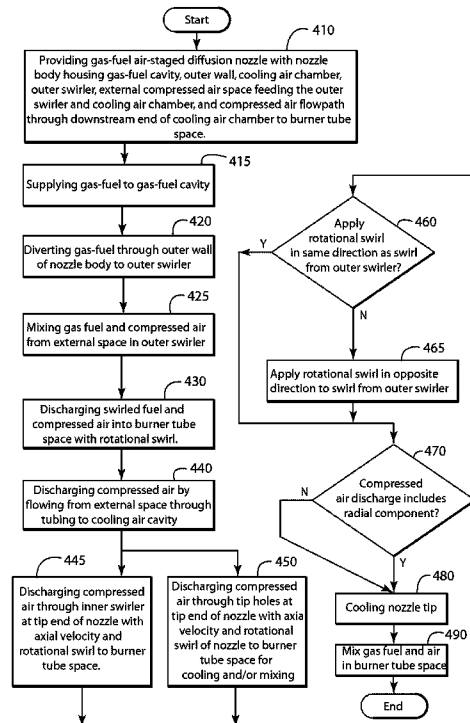 Start
410
Providing gas-fuel air-staged diffusion nozzle with nozzle
body housing gas-fuel cavity, outer wall, cooling air chamber,
outer swirler, external compressed air space feeding the outer
swirler and cooling air chamber, and compressed air flowpath
through downstream end of cooling air chamber to burner tube
space.
415
Supplying gas-fuel to gas-fuel cavity
420
Diverting gas-fuel through outer wall
of nozzle body to outer swirler
425
Mixing gas fuel and compressed air
from external space in outer swirler
430
Discharging swirled fuel and
compressed air into burner tube
space with rotational swirl.
440
Discharging compressed air by
flowing from external space through
tubing to cooling air cavity
445
Discharging compressed
air through inner swirler
at tip end of nozzle with
axial velocity and
rotational swirl to burner
tube space.
450
Discharging compressed
air through tip holes at
tip end of nozzle with axial
velocity and rotational swirl
of nozzle to burner
tube space for
cooling and/or mixing
460
Apply
rotational swirl
in same direction as swirl
from outer swirler?
Y
N
465
Apply rotational swirl in opposite
direction to swirl from outer swirler
470
Compressed
air discharge includes
radial component?
N
Y
480
Cooling nozzle tip
490
Mix gas fuel and air
in burner tube space
End